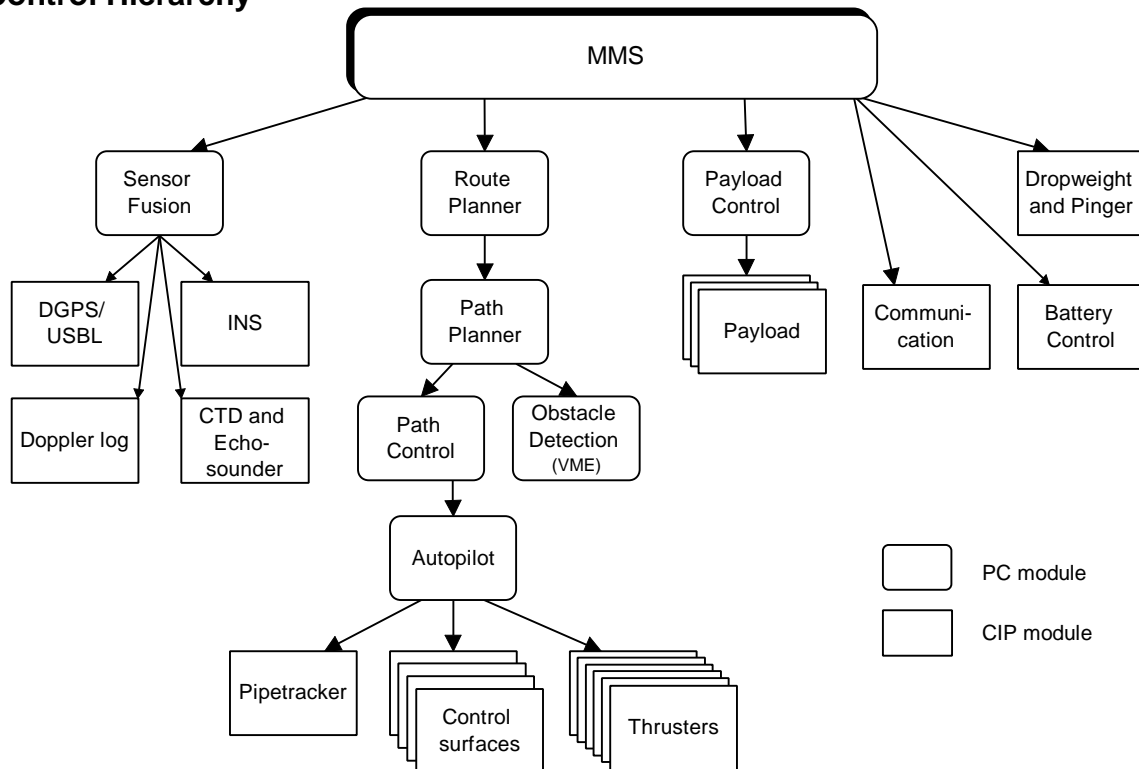 Control Hierarchy
MMS
Sensor
Fusion
Route
Planner
Payload
Control
Dropweight
and Pinger
DGPS/
USBL
INS
Path
Planner
Payload
Communi-
cation
Battery
Control
Doppler log
CTD and
Echo-
sounder
Path
Control
Obstacle
Detection
(VME)
Autopilot
PC module
CIP module
Pipetracker
Control
surfaces
Thrusters